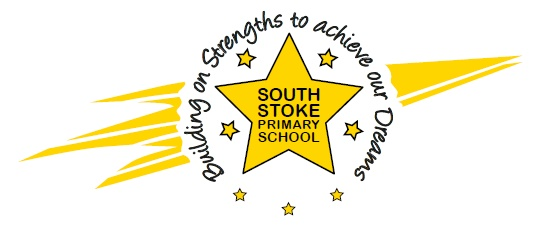 Building on Strengths to achieve our Dreams
SOUTH
STOKE
PRIMARY
SCHOOL